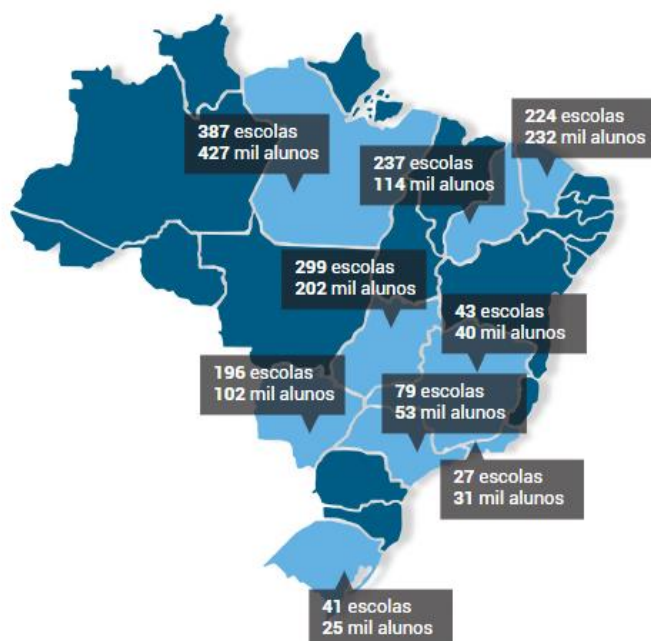 224 escolas
232 mil alunos
387 escolas
427 mil alunos
237 escolas
114 mil alunos
299 escolas
202 mil alunos
43 escolas
40 mil alunos
196 escolas
102 mil alunos
79 escolas
53 mil alunos
27 escolas
31 mil alunos
41 escolas
25 mil alunos